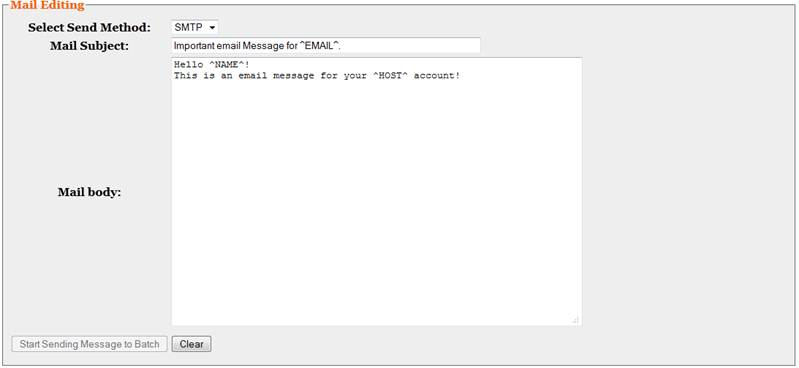 Mail Editing
Select Send Method: SMTP
Mail Subject: Important email Message for ^EMAIL^.
Hello ^NAME^!
This is an email message for your ^HOST^ account!
Mail body:
Start Sending Message to Batch Clear